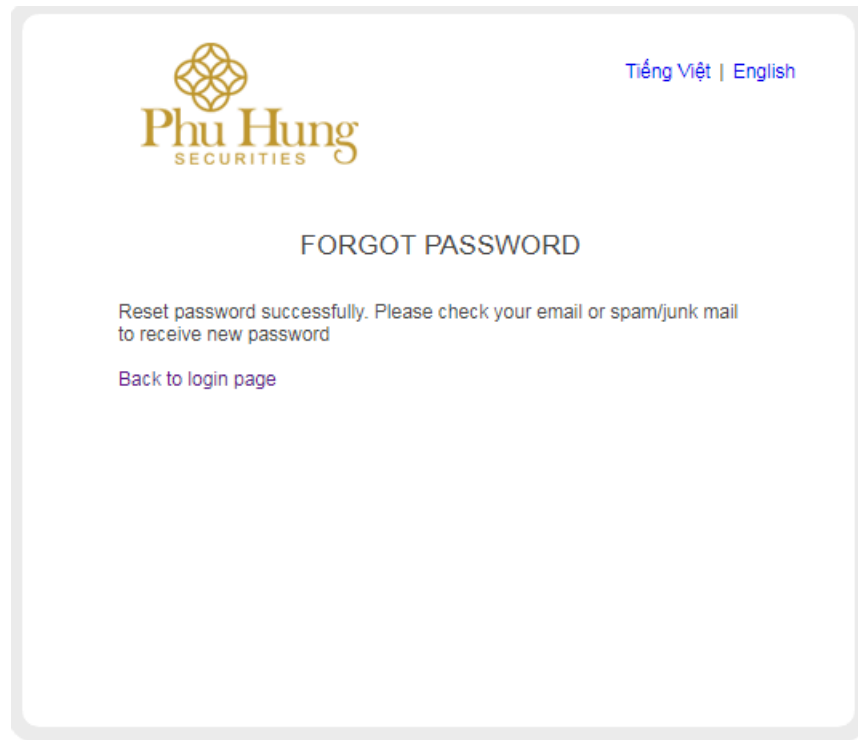 Phu Hung
SECURITIES
Tiếng Việt | English
FORGOT PASSWORD
Reset password successfully. Please check your email or spam/junk mail
to receive new password
Back to login page